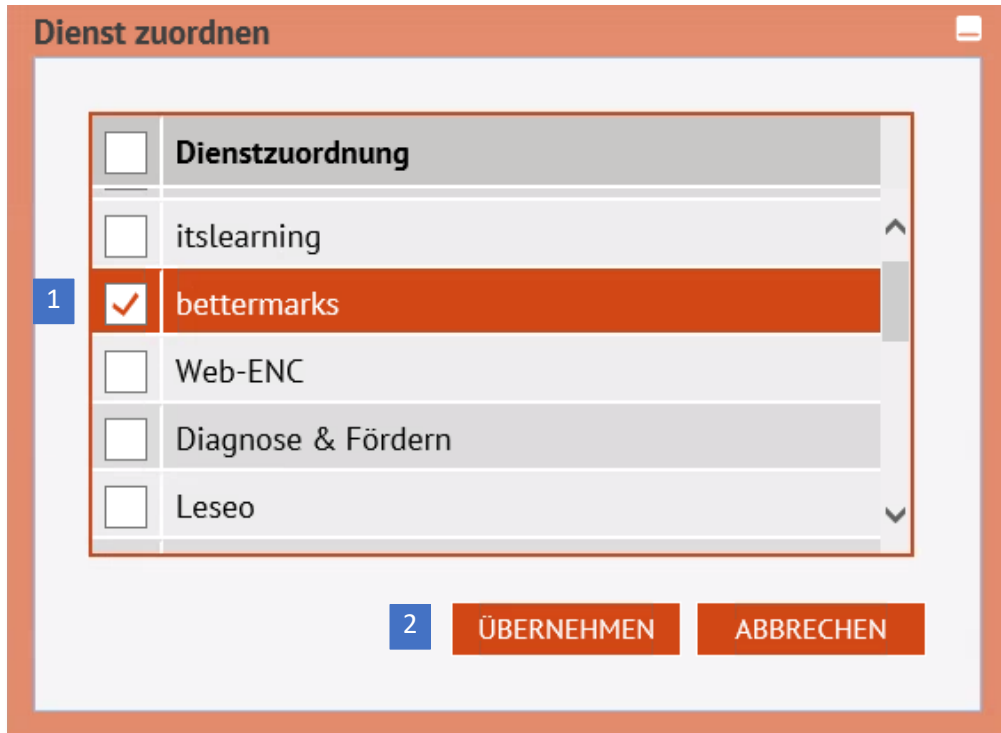 Dienst zuordnen
Dienstzuordnung
itslearning
1 bettermarks
Web-ENC
Diagnose & Fördern
Leseo
2 ÜBERNEHMEN ABBRECHEN